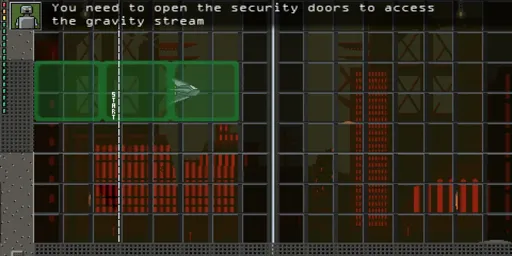 You need to open the security doors to access
the gravity stream
START